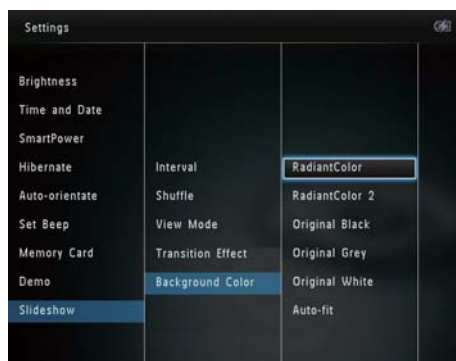 Settings
Brightness
Time and Date
SmartPower
Hibernate
Auto-orientate
Set Beep
Memory Card
Demo
Slideshow
Interval
Shuffle
View Mode
Transition Effect
Background Color
RadiantColor
RadiantColor 2
Original Black
Original Grey
Original White
Auto-fit